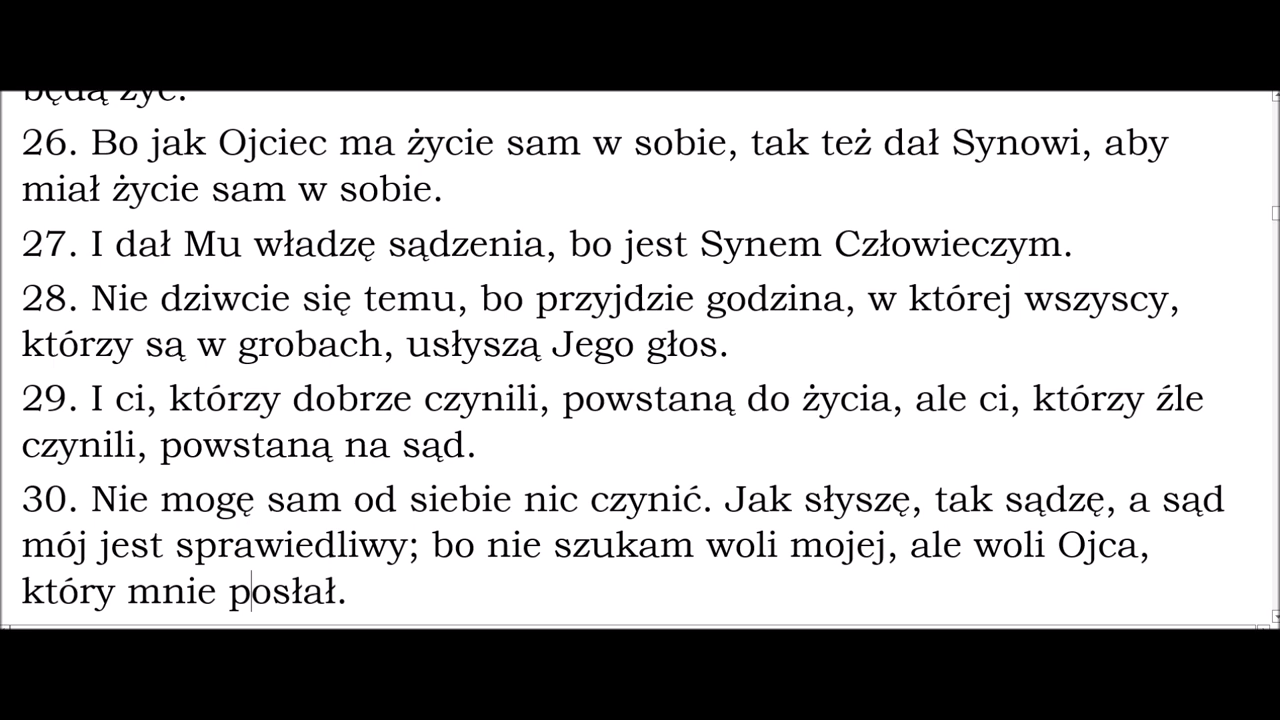 będą żyć.
26. Bo jak Ojciec ma życie sam w sobie, tak też dał Synowi, aby
miał życie sam w sobie.
27. I dał Mu władzę sądzenia, bo jest Synem Człowieczym.
28. Nie dziwcie się temu, bo przyjdzie godzina, w której wszyscy,
którzy są w grobach, usłyszą Jego głos.
29. I ci, którzy dobrze czynili, powstaną do życia, ale ci, którzy źle
czynili, powstaną na sąd.
30. Nie mogę sam od siebie nic czynić. Jak słyszę, tak sądzę, a sąd
mój jest sprawiedliwy; bo nie szukam woli mojej, ale woli Ojca,
który mnie posłał.